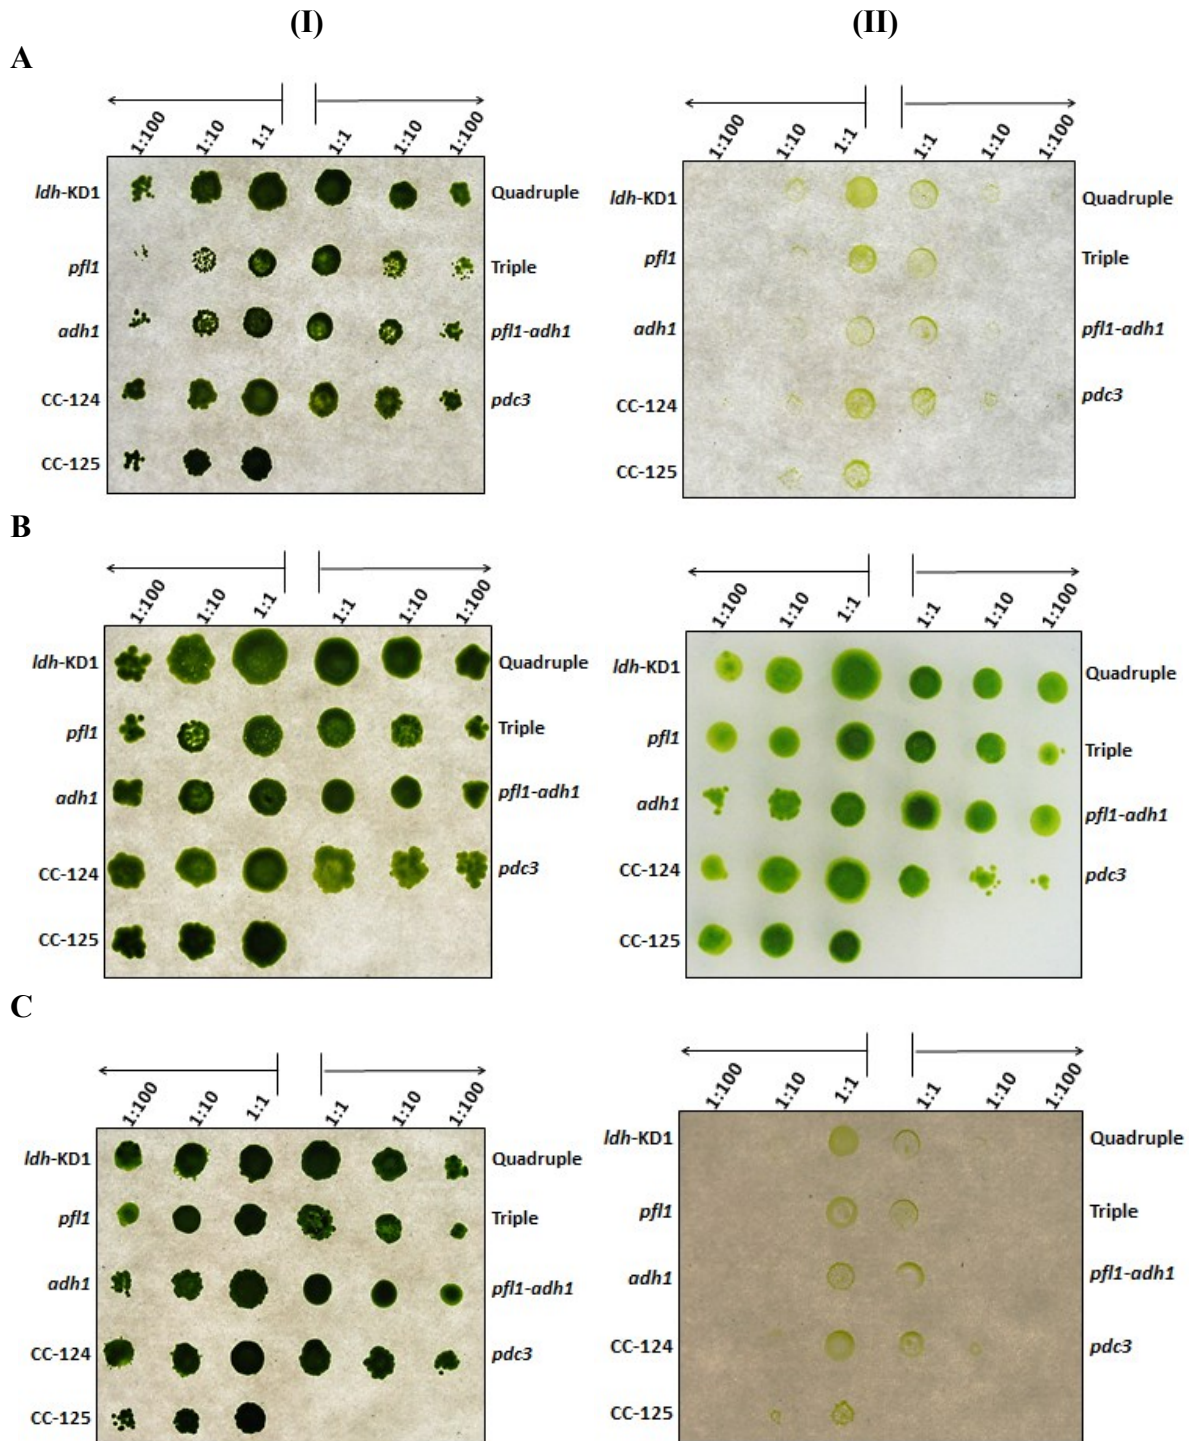 (I) (II)
A
1:100 1:10 1:1 1:1 1:10 1:100
ldh-KD1 Quadruple
pfl1 Triple
adh1 pfl1-adh1
CC-124 pdc3
CC-125
1:100 1:10 1:1 1:1 1:10 1:100
ldh-KD1 Quadruple
pfl1 Triple
adh1 pfl1-adh1
CC-124 pdc3
CC-125
B
1:100 1:10 1:1 1:1 1:10 1:100
ldh-KD1 Quadruple
pfl1 Triple
adh1 pfl1-adh1
CC-124 pdc3
CC-125
1:100 1:10 1:1 1:1 1:10 1:100
ldh-KD1 Quadruple
pfl1 Triple
adh1 pfl1-adh1
CC-124 pdc3
CC-125
C
1:100 1:10 1:1 1:1 1:10 1:100
ldh-KD1 Quadruple
pfl1 Triple
adh1 pfl1-adh1
CC-124 pdc3
CC-125
1:100 1:10 1:1 1:1 1:10 1:100
ldh-KD1 Quadruple
pfl1 Triple
adh1 pfl1-adh1
CC-124 pdc3
CC-125